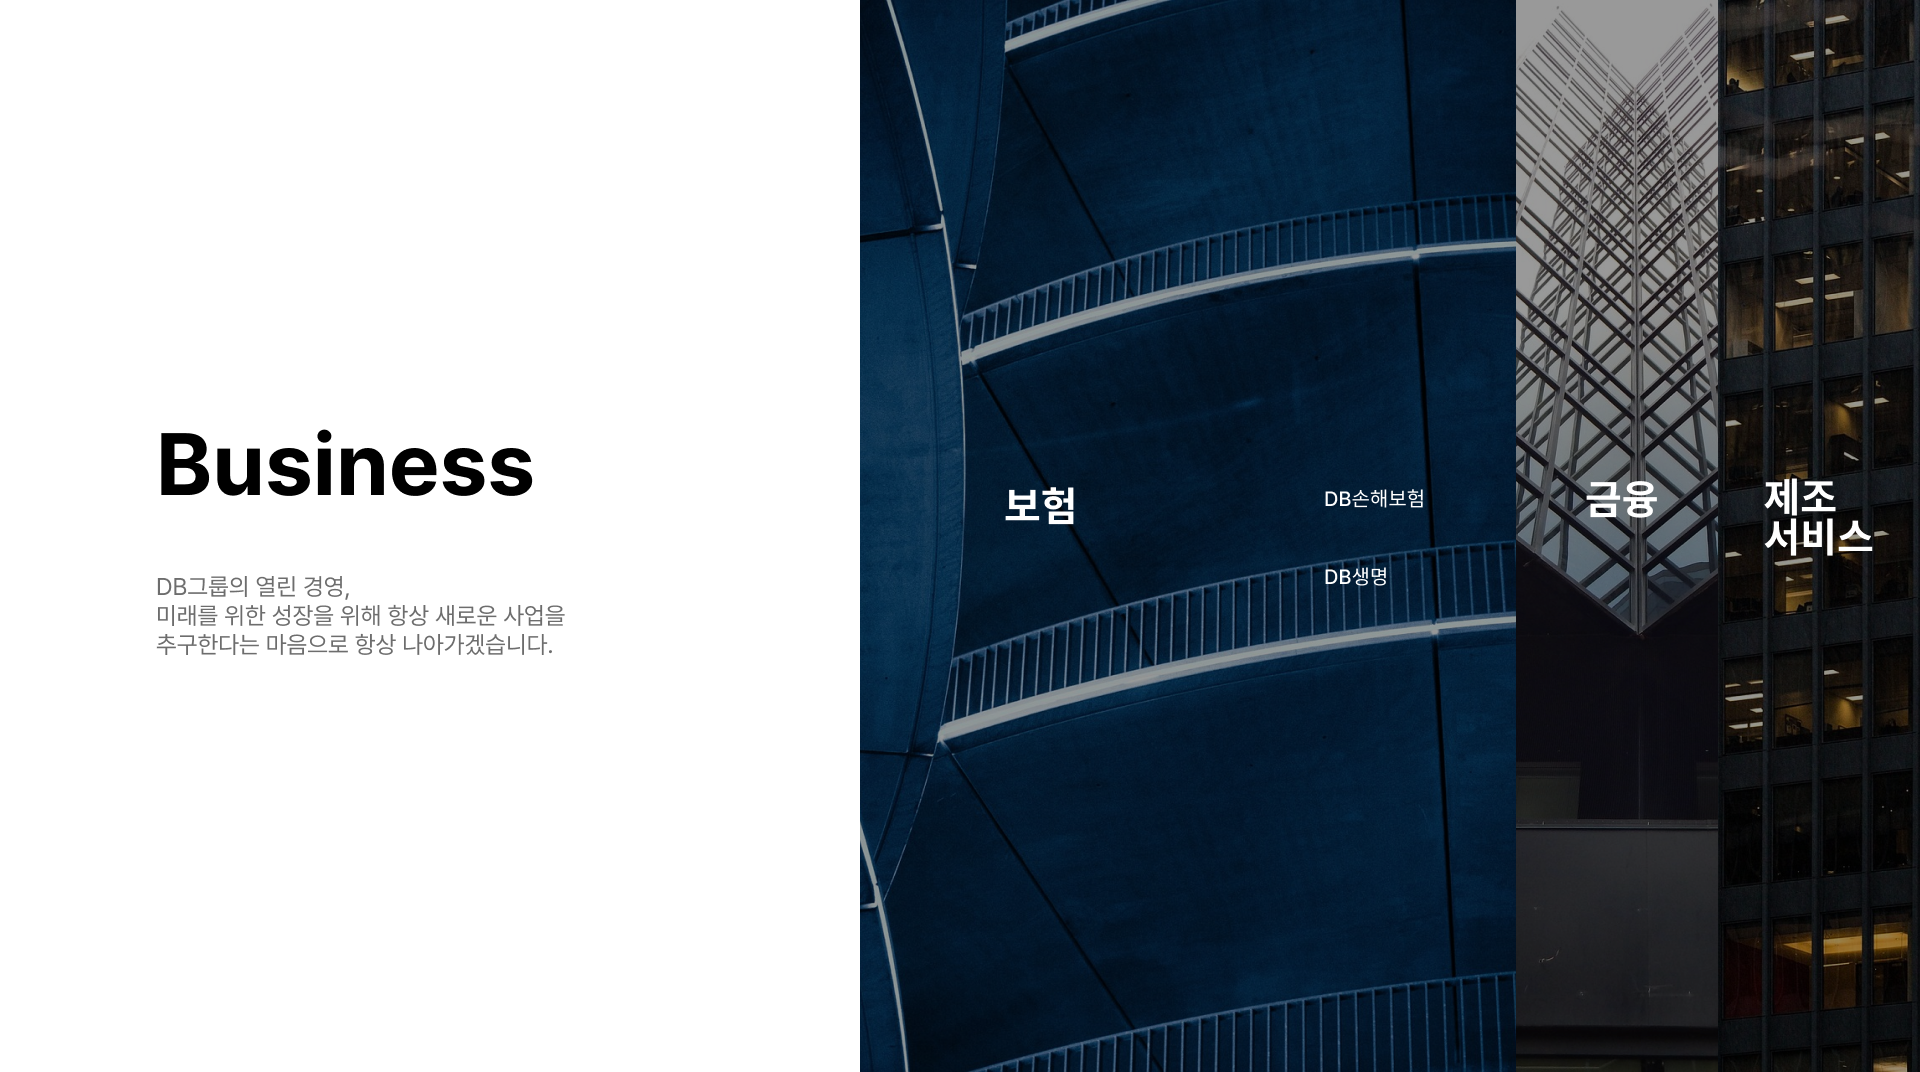 Business
DB그룹의 열린 경영,
미래를 위한 성장을 위해 항상 새로운 사업을
추구한다는 마음으로 항상 나아가겠습니다.
보험
DB손해보험
DB생명
금융
제조
서비스